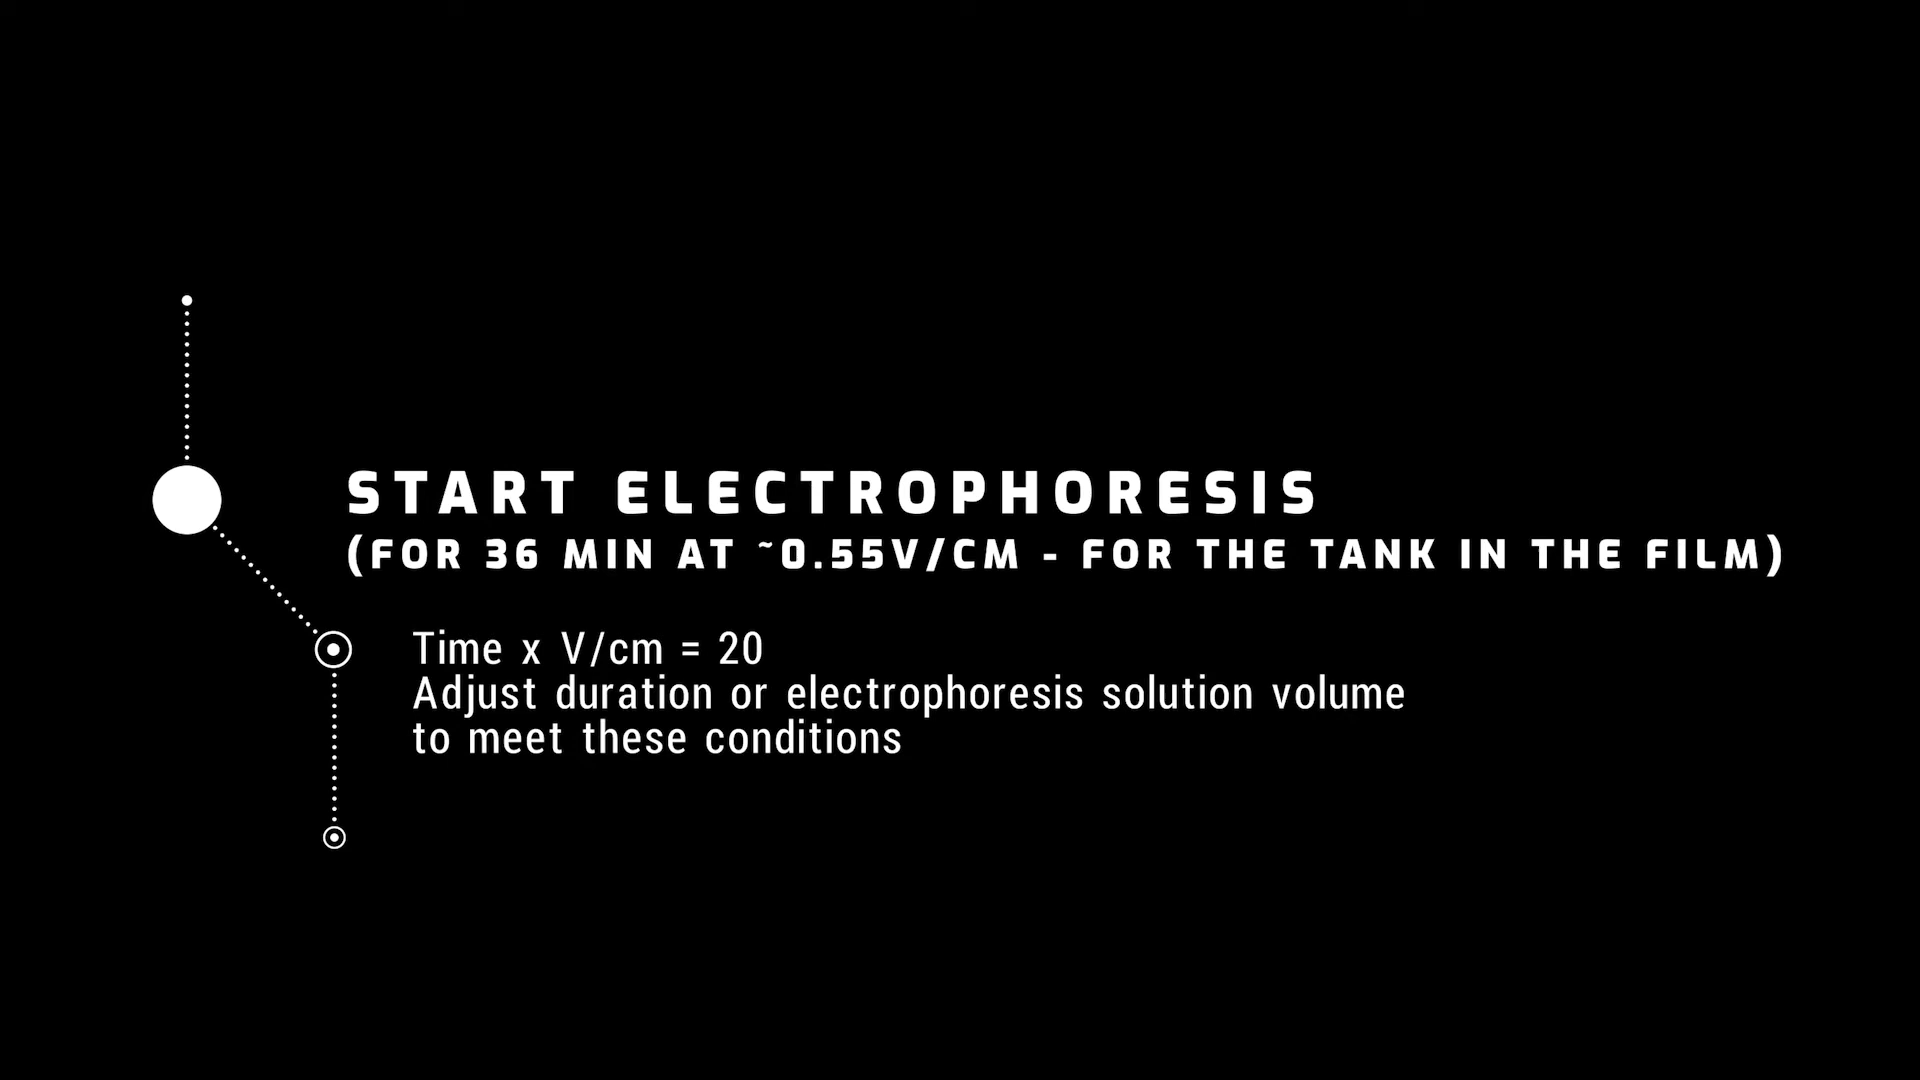 START ELECTROPHORESIS
(FOR 36 MIN AT ~0.55V/CM - FOR THE TANK IN THE FILM)
Time x V/cm = 20
Adjust duration or electrophoresis solution volume
to meet these conditions